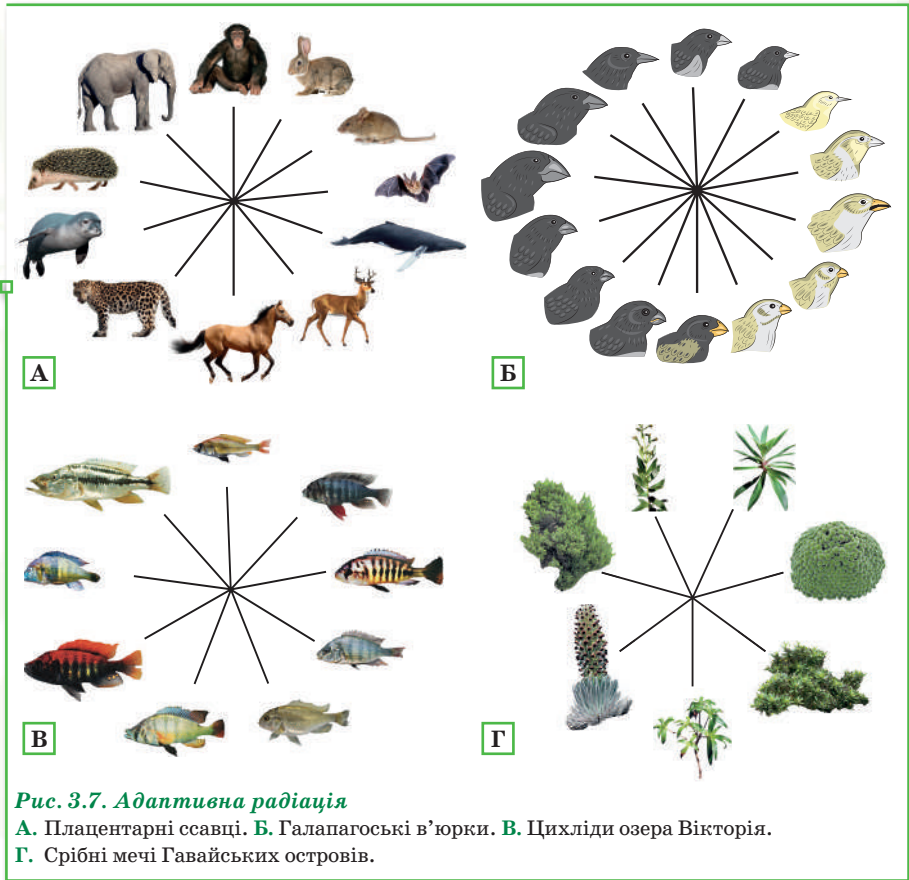 А
Б
В
Г
Рис. 3.7. Адаптивна радіація
А. Плацентарні ссавці. Б. Галапагоські в’юрки. В. Цихліди озера Вікторія.
Г. Срібні мечі Гавайських островів.